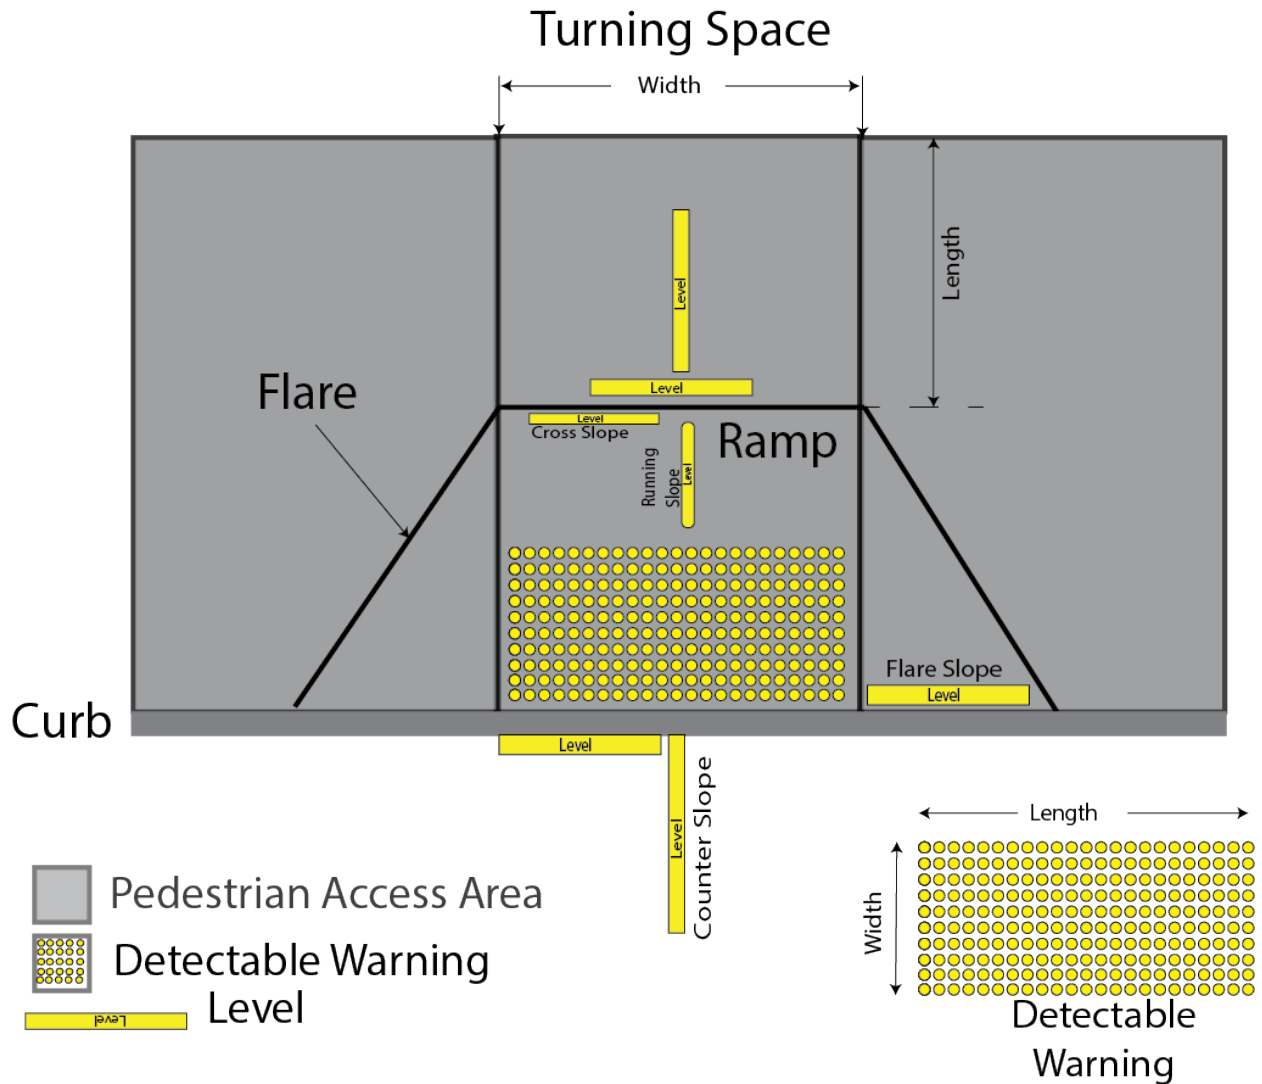 Turning Space
Width
Length
Level
Level
Flare
Level
Cross Slope
Ramp
Running
Slope
Level
Flare Slope
Level
Curb
Level
Level
Counter Slope
Length
Width
Pedestrian Access Area
Detectable Warning
Level
Level
Detectable
Warning